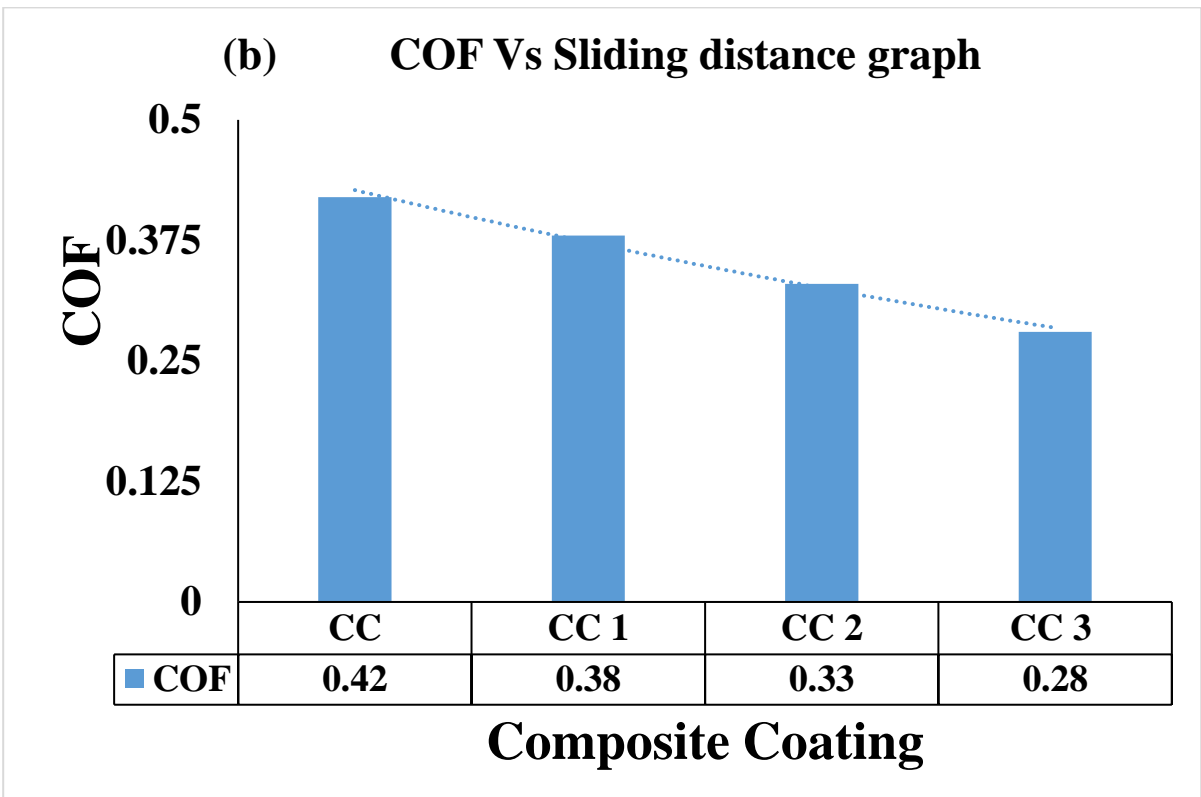 (b) COF Vs Sliding distance graph
0.5
0.375
COF
0.25
0.125
0
CC CC 1 CC 2 CC 3
COF 0.42 0.38 0.33 0.28
Composite Coating